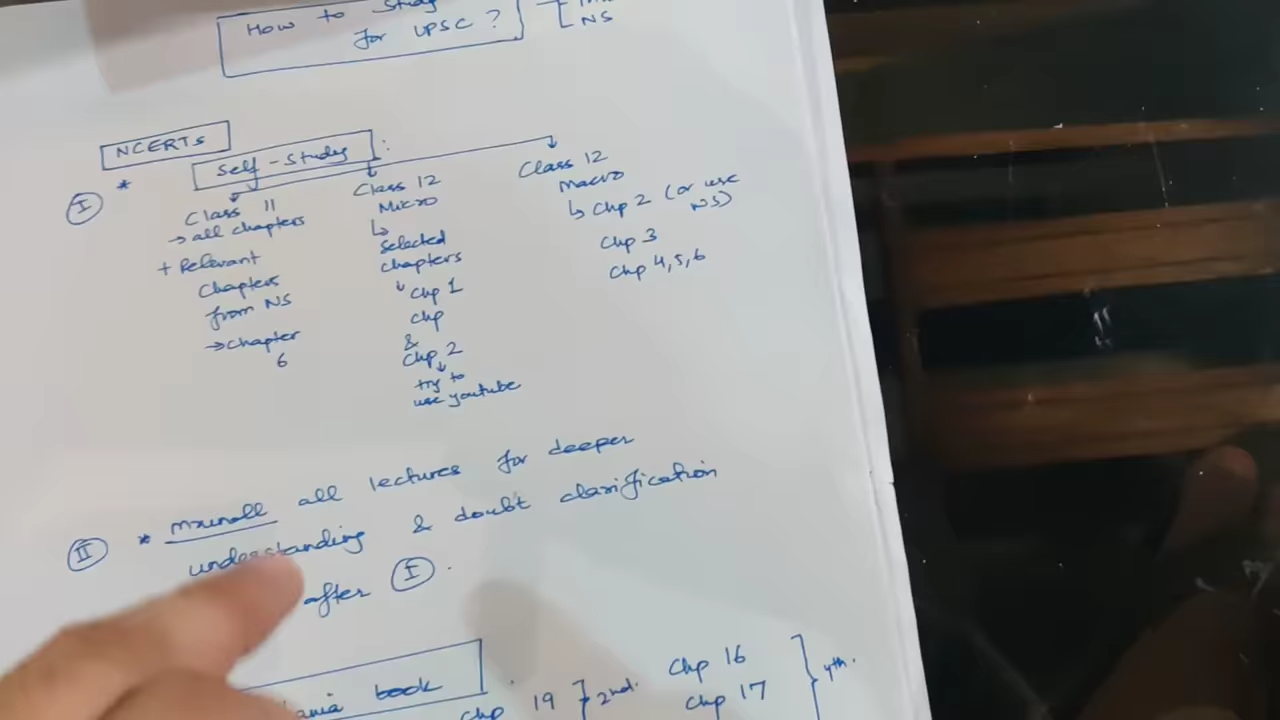 How to Study
for UPSC?
NS
NCERTs
Self-Study:
I *
Class 11
→ all chapters
+ Relevant
Chapters
from NS
→ chapter
6
Class 12
Micro
↳
selected
chapters
↓ Chp 1
chp
&
Chp 2
↓
try to
use youtube
Class 12
Macro
↳ Chp 2 (or use
NS)
Chp 3
Chp 4,5,6
II * Mrunall all lectures for deeper
understanding & doubt clarification
after I.
book
Chp 19 } 2nd.
Chp 16
Chp 17
} 4th.